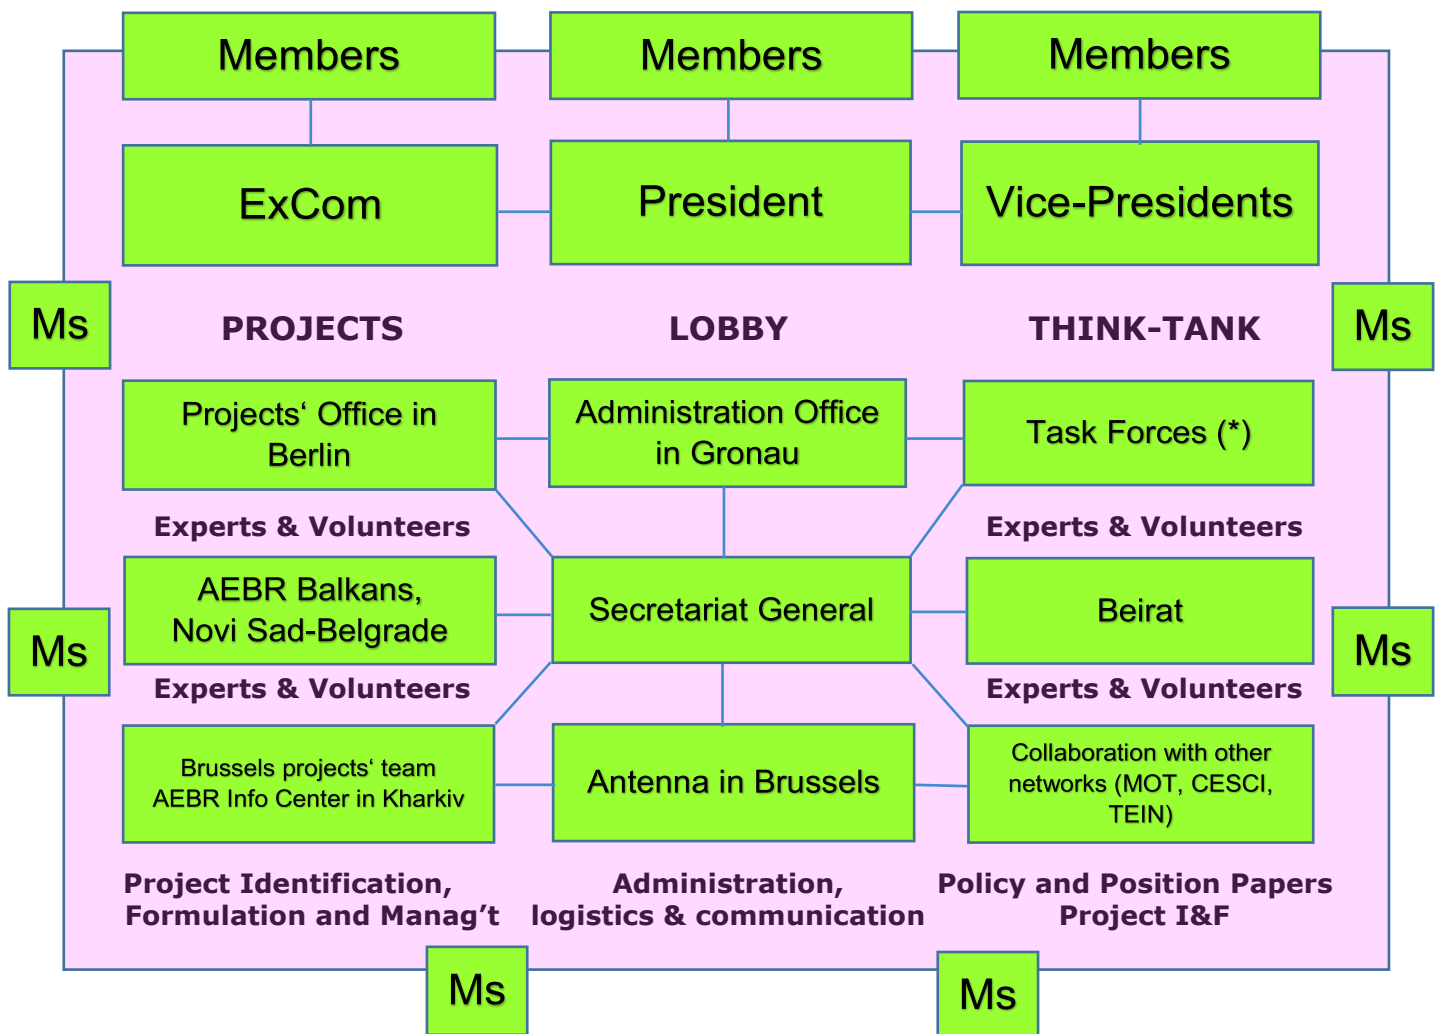 Members
Members
Members
ExCom
President
Vice-Presidents
Ms
Ms
PROJECTS
LOBBY
THINK-TANK
Projects‘ Office in
Berlin
Administration Office
in Gronau
Task Forces (*)
Experts & Volunteers
Experts & Volunteers
AEBR Balkans,
Novi Sad-Belgrade
Secretariat General
Beirat
Ms
Ms
Experts & Volunteers
Experts & Volunteers
Brussels projects‘ team
AEBR Info Center in Kharkiv
Antenna in Brussels
Collaboration with other
networks (MOT, CESCI,
TEIN)
Project Identification,
Formulation and Manag’t
Administration,
logistics & communication
Policy and Position Papers
Project I&F
Ms
Ms